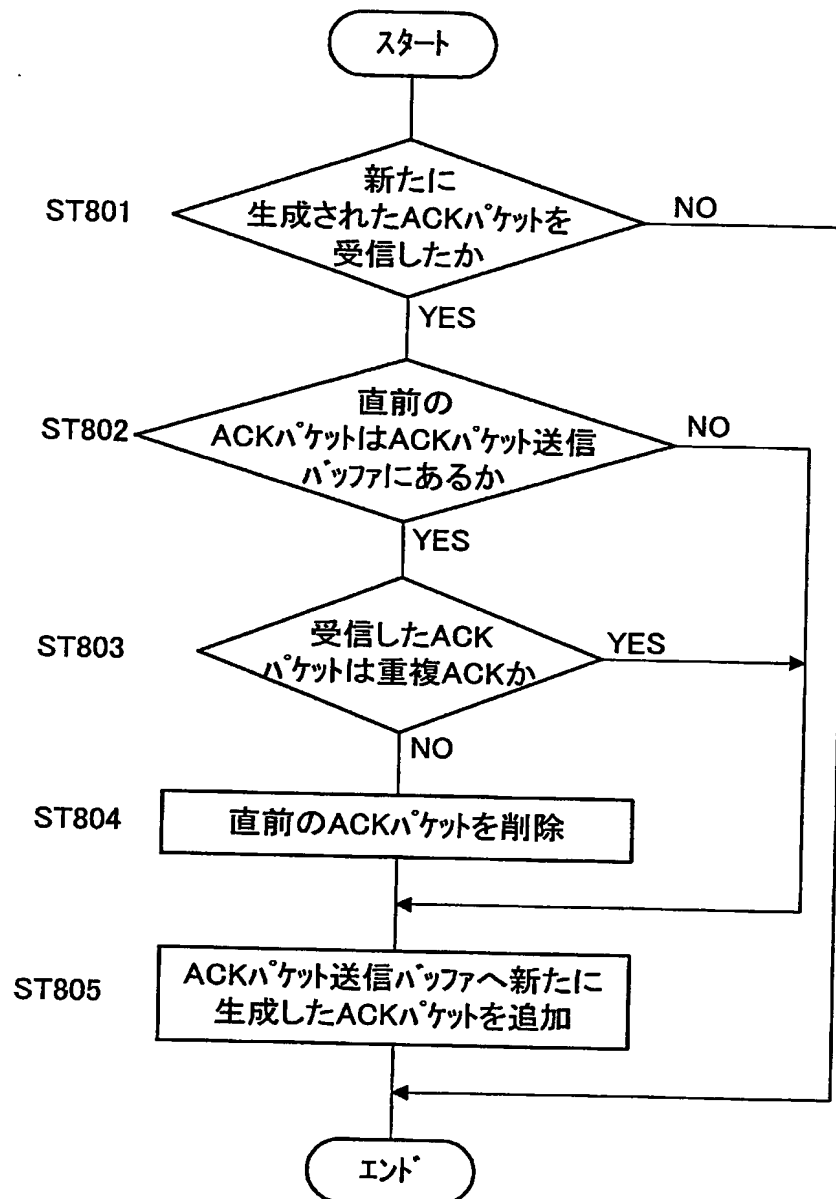 スタート
ST801
新たに
生成されたACKパケットを
受信したか
NO
YES
ST802
直前の
ACKパケットはACKパケット送信
バッファにあるか
NO
YES
ST803
受信したACK
パケットは重複ACKか
YES
NO
ST804
直前のACKパケットを削除
ST805
ACKパケット送信バッファへ新たに
生成したACKパケットを追加
エンド